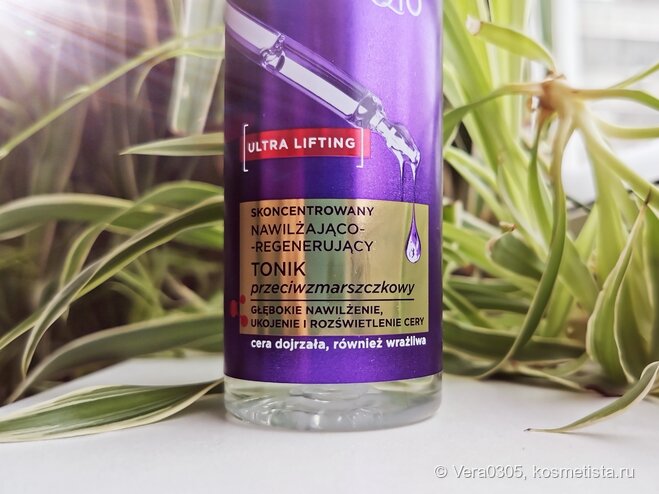 ULTRA LIFTING
SKONCENTROWANY
NAWILŻAJĄCO-
-REGENERUJĄCY
TONIK
przeciwzmarszczkowy
GŁĘBOKIE NAWILŻENIE,
UKOJENIE I ROZŚWIETLENIE CERY
cera dojrzała, również wrażliwa
© Vera0305, kosmetista.ru